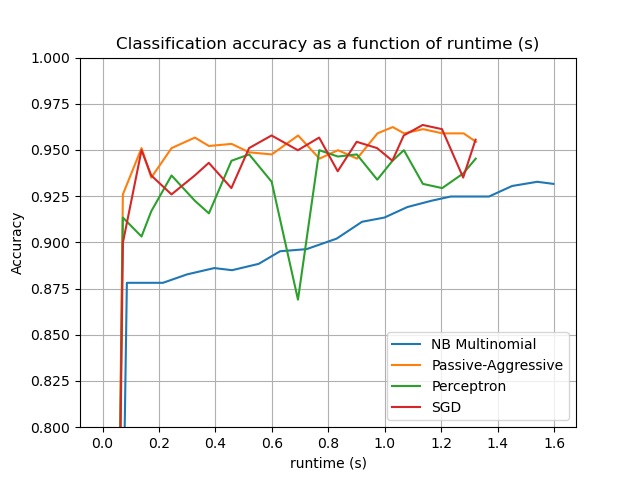 Classification accuracy as a function of runtime (s)
1.000
0.975
0.950
0.925
0.900
0.875
0.850
0.825
0.800
Accuracy
NB Multinomial
Passive-Aggressive
Perceptron
SGD
0.0 0.2 0.4 0.6 0.8 1.0 1.2 1.4 1.6
runtime (s)